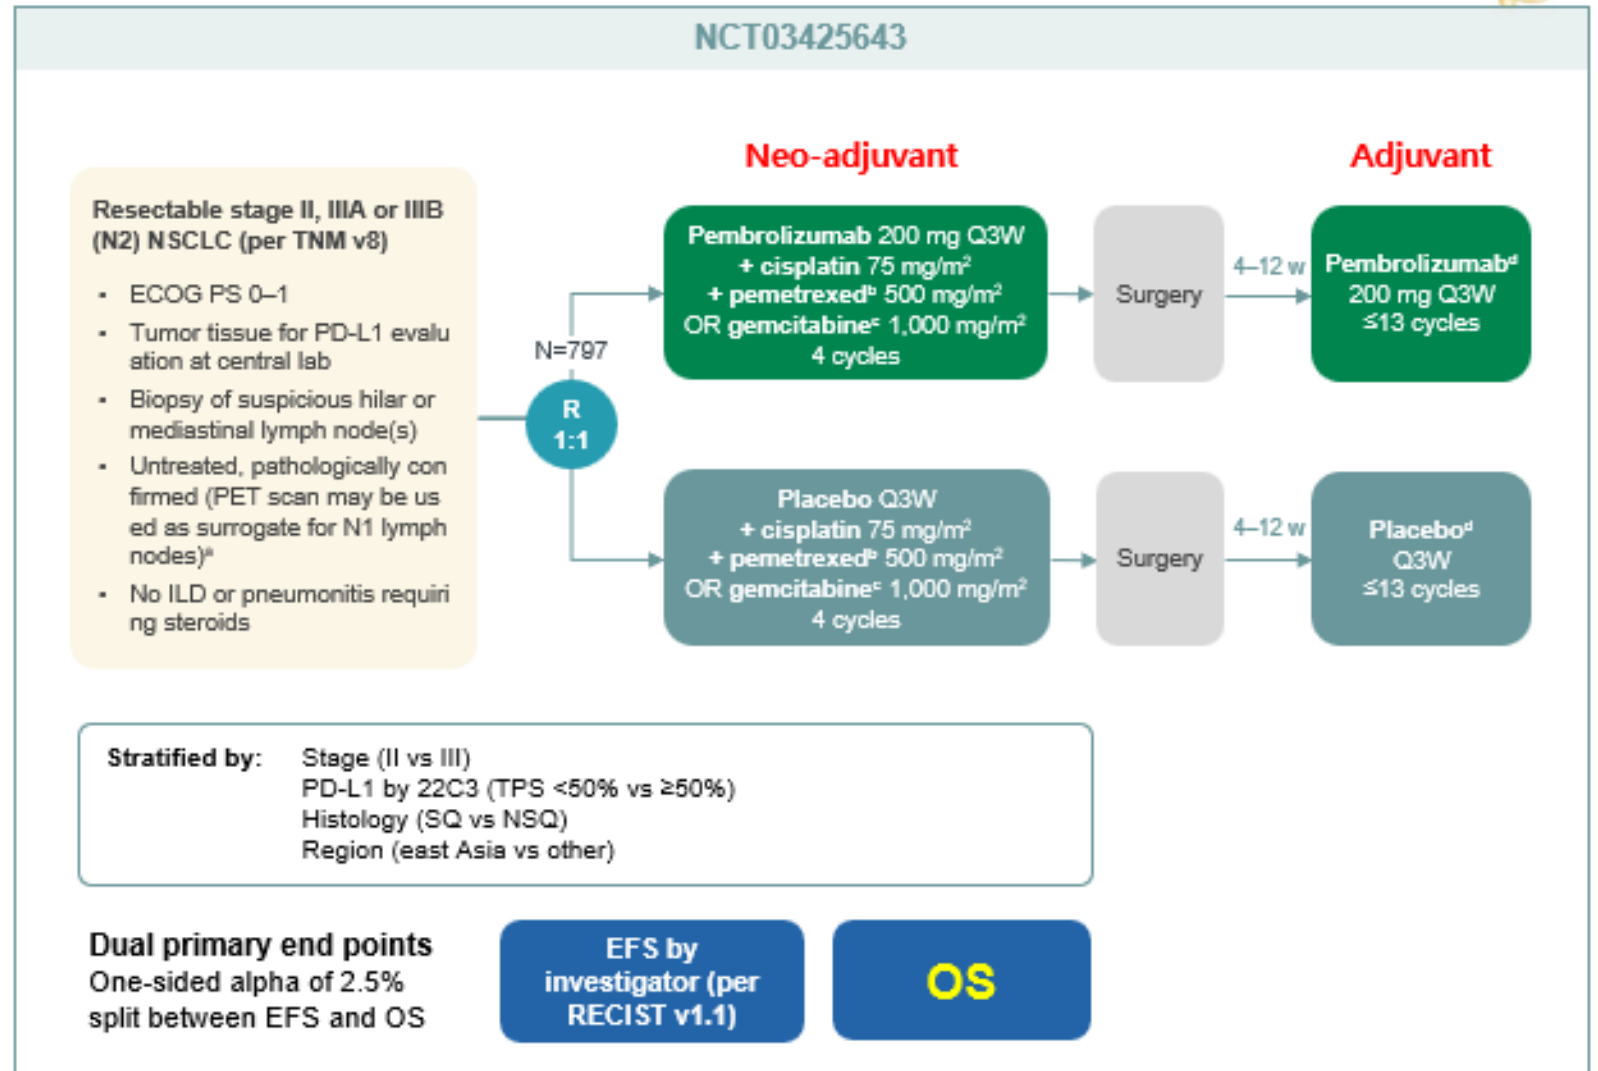 NCT03425643
Neo-adjuvant
Adjuvant
Resectable stage II, IIIA or IIIB
(N2) NSCLC (per TNM v8)
• ECOG PS 0–1
• Tumor tissue for PD-L1 evalu
ation at central lab
• Biopsy of suspicious hilar or
mediastinal lymph node(s)
• Untreated, pathologically con
firmed (PET scan may be us
ed as surrogate for N1 lymph
nodes)ᵃ
• No ILD or pneumonitis requiri
ng steroids
N=797
R
1:1
Pembrolizumab 200 mg Q3W
+ cisplatin 75 mg/m²
+ pemetrexedᵇ 500 mg/m²
OR gemcitabineᶜ 1,000 mg/m²
4 cycles
Surgery
4–12 w
Pembrolizumabᵈ
200 mg Q3W
≤13 cycles
Placebo Q3W
+ cisplatin 75 mg/m²
+ pemetrexedᵇ 500 mg/m²
OR gemcitabineᶜ 1,000 mg/m²
4 cycles
Surgery
4–12 w
Placeboᵈ
Q3W
≤13 cycles
Stratified by: Stage (II vs III)
PD-L1 by 22C3 (TPS <50% vs ≥50%)
Histology (SQ vs NSQ)
Region (east Asia vs other)
Dual primary end points
One-sided alpha of 2.5%
split between EFS and OS
EFS by
investigator (per
RECIST v1.1)
OS